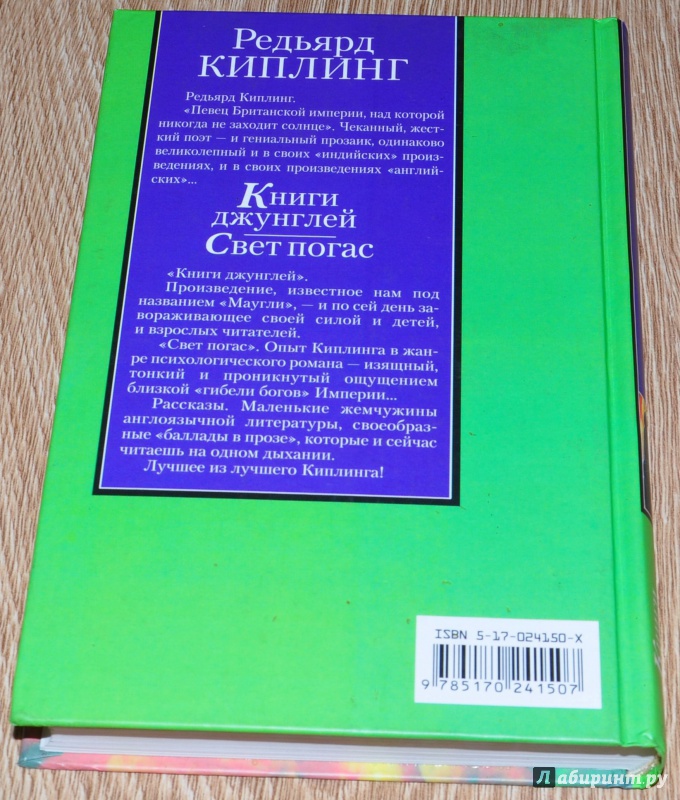 Редьярд
КИПЛИНГ
Редьярд Киплинг.
«Певец Британской империи, над которой
никогда не заходит солнце». Чеканный, жест-
кий поэт — и гениальный прозаик, одинаково
великолепный и в своих «индийских» произ-
ведениях, и в своих произведениях «англий-
ских»...
Книги
джунглей
Свет погас
«Книги джунглей».
Произведение, известное нам под
названием «Маугли», — и по сей день за-
вораживающее своей силой и детей,
и взрослых читателей.
«Свет погас». Опыт Киплинга в жан-
ре психологического романа — изящный,
тонкий и проникнутый ощущением
близкой «гибели богов» Империи...
Рассказы. Маленькие жемчужины
англоязычной литературы, своеобраз-
ные «баллады в прозе», которые и сейчас
читаешь на одном дыхании.
Лучшее из лучшего Киплинга!
ISBN 5-17-024150-X
9 785170 241507
Лабиринт.ру